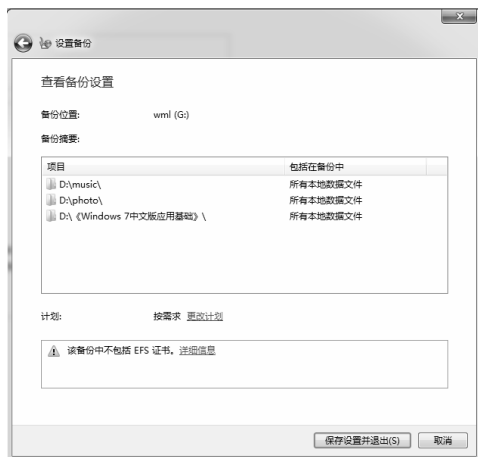 设置备份
查看备份设置
备份位置: wml (G:)
备份摘要:
项目 包括在备份中
D:\music\ 所有本地数据文件
D:\photo\ 所有本地数据文件
D:\《Windows 7中文版应用基础》\ 所有本地数据文件
计划: 按需求 更改计划
该备份中不包括 EFS 证书。详细信息
保存设置并退出(S) 取消